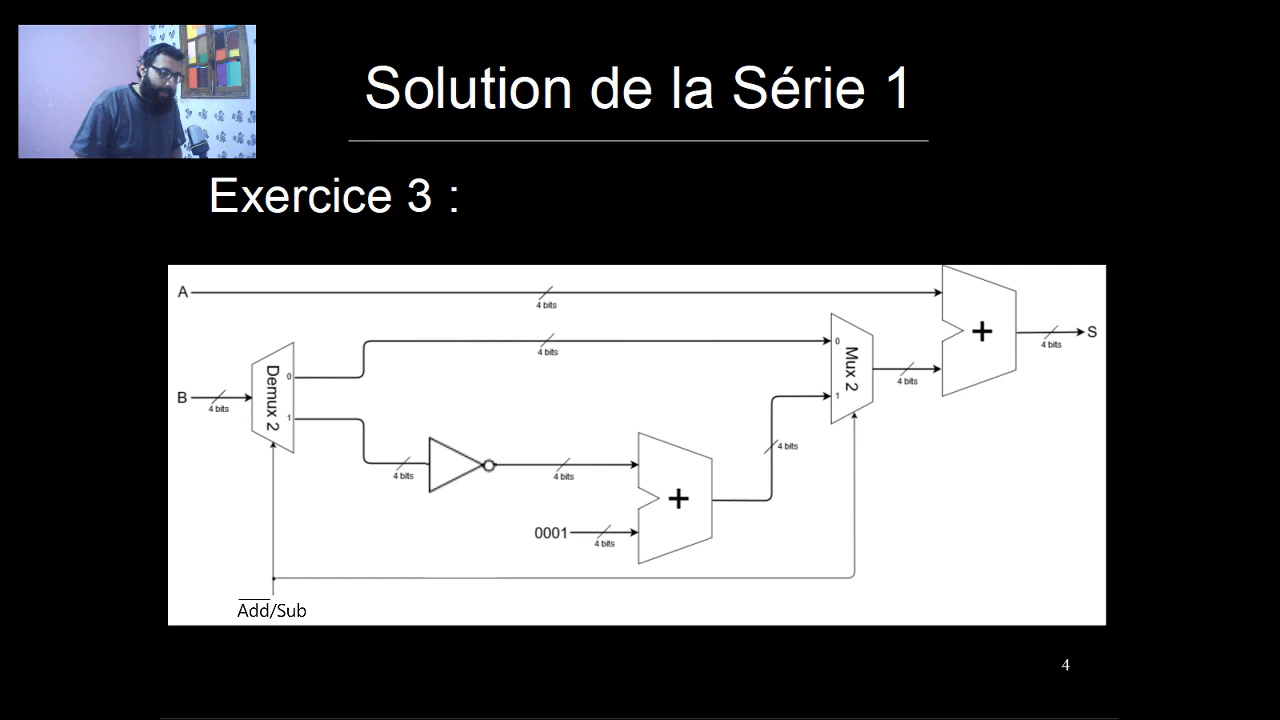 Solution de la Série 1
Exercice 3 :
A
4 bits
+
4 bits
S
4 bits
0
Mux 2
1
4 bits
B
4 bits
Demux 2
0
1
4 bits
4 bits
4 bits
+
0001
4 bits
Add/Sub
4